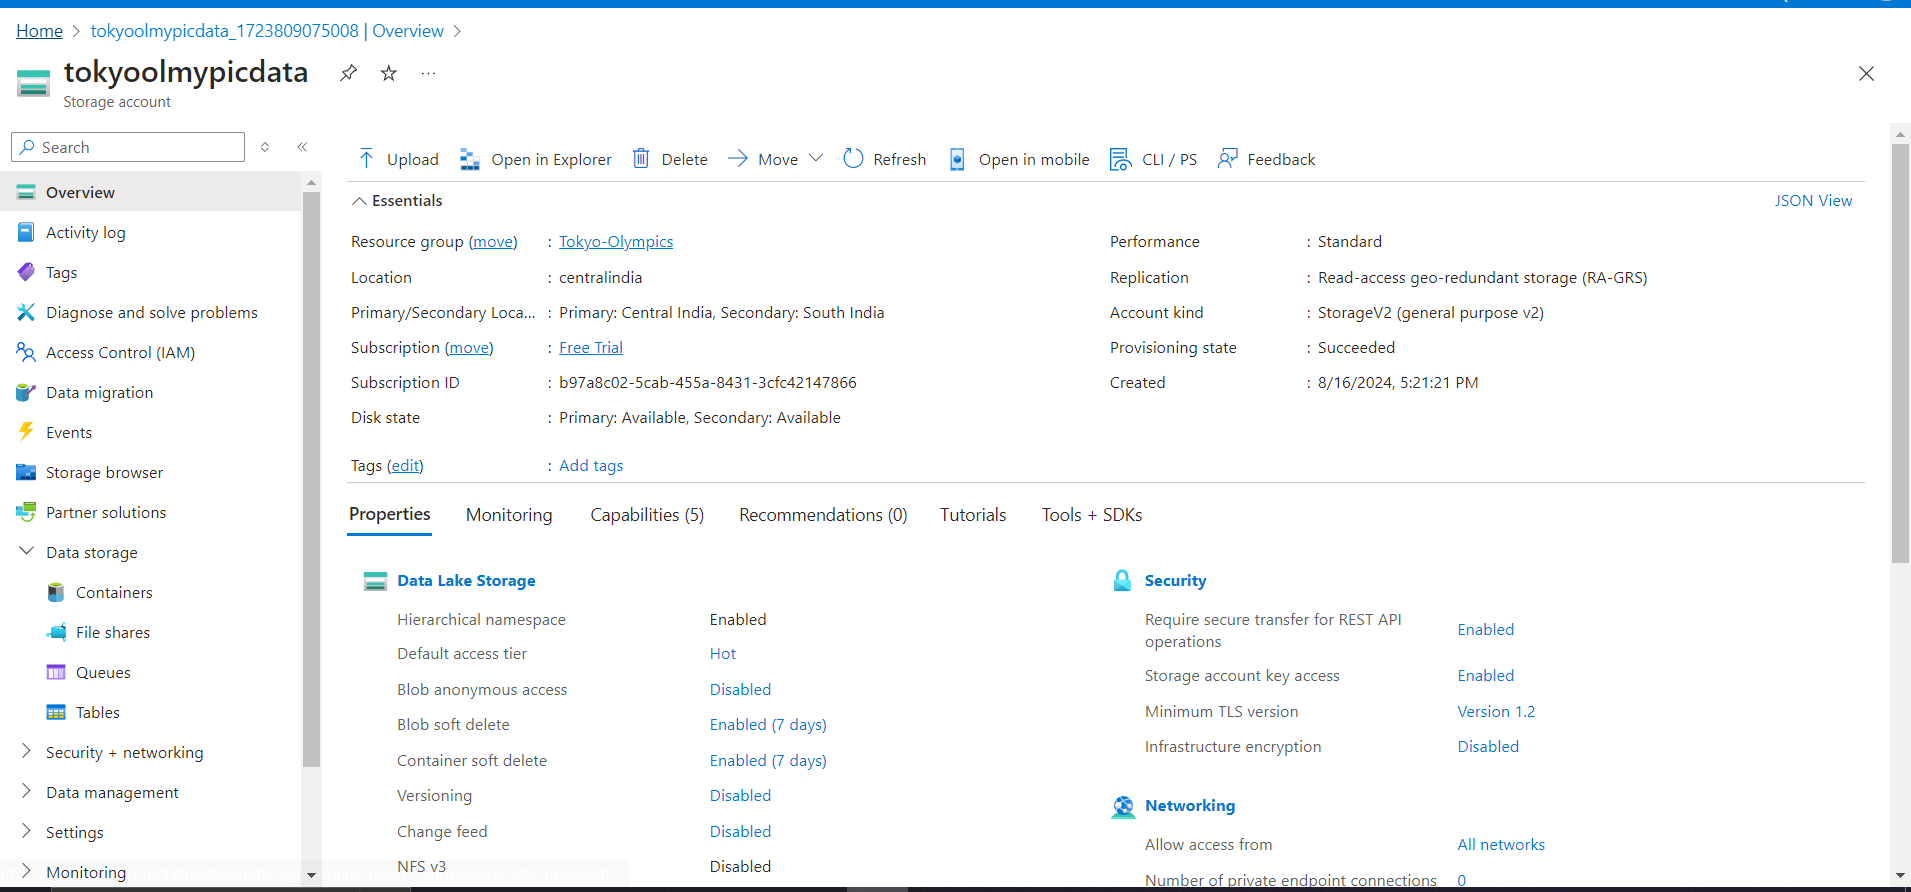 Home > tokyoolmypicdata_1723809075008 | Overview >
tokyoolmypicdata ...
Storage account
Search
Overview
Activity log
Tags
Diagnose and solve problems
Access Control (IAM)
Data migration
Events
Storage browser
Partner solutions
Data storage
Containers
File shares
Queues
Tables
Security + networking
Data management
Settings
Monitoring
Upload Open in Explorer Delete Move Refresh Open in mobile CLI / PS Feedback
Essentials JSON View
Resource group (move) : Tokyo-Olympics
Location : centralindia
Primary/Secondary Loca... : Primary: Central India, Secondary: South India
Subscription (move) : Free Trial
Subscription ID : b97a8c02-5cab-455a-8431-3cfc42147866
Disk state : Primary: Available, Secondary: Available
Tags (edit) : Add tags
Performance : Standard
Replication : Read-access geo-redundant storage (RA-GRS)
Account kind : StorageV2 (general purpose v2)
Provisioning state : Succeeded
Created : 8/16/2024, 5:21:21 PM
Properties Monitoring Capabilities (5) Recommendations (0) Tutorials Tools + SDKs
Data Lake Storage
Hierarchical namespace Enabled
Default access tier Hot
Blob anonymous access Disabled
Blob soft delete Enabled (7 days)
Container soft delete Enabled (7 days)
Versioning Disabled
Change feed Disabled
NFS v3 Disabled
Security
Require secure transfer for REST API
operations Enabled
Storage account key access Enabled
Minimum TLS version Version 1.2
Infrastructure encryption Disabled
Networking
Allow access from All networks
Number of private endpoint connections 0